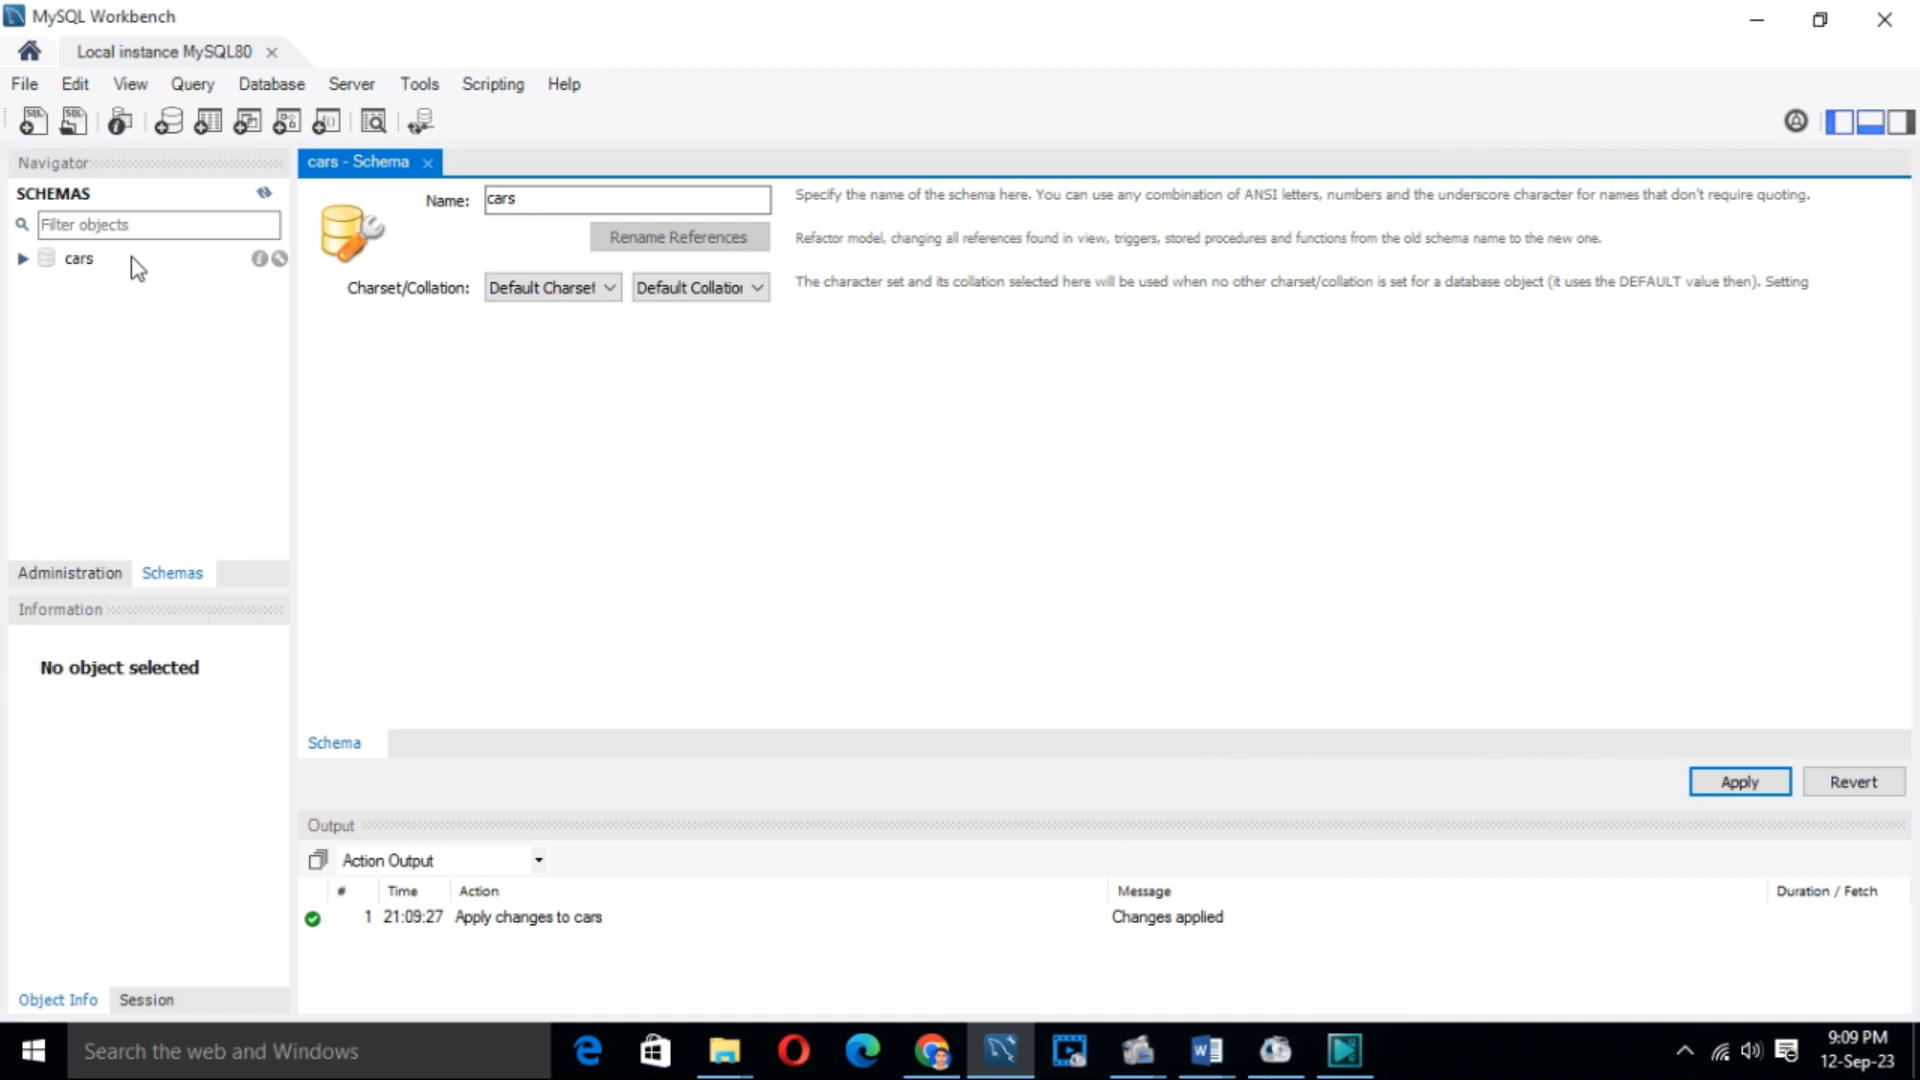 MySQL Workbench
Local instance MySQL80
File Edit View Query Database Server Tools Scripting Help
Navigator
SCHEMAS
Filter objects
cars
Administration Schemas
Information
No object selected
Object Info Session
cars - Schema
Name: cars
Specify the name of the schema here. You can use any combination of ANSI letters, numbers and the underscore character for names that don't require quoting.
Rename References
Refactor model, changing all references found in view, triggers, stored procedures and functions from the old schema name to the new one.
Charset/Collation: Default Charset Default Collation
The character set and its collation selected here will be used when no other charset/collation is set for a database object (it uses the DEFAULT value then). Setting
Schema
Apply Revert
Output
Action Output
# Time Action Message Duration / Fetch
1 21:09:27 Apply changes to cars Changes applied
Search the web and Windows
9:09 PM
12-Sep-23